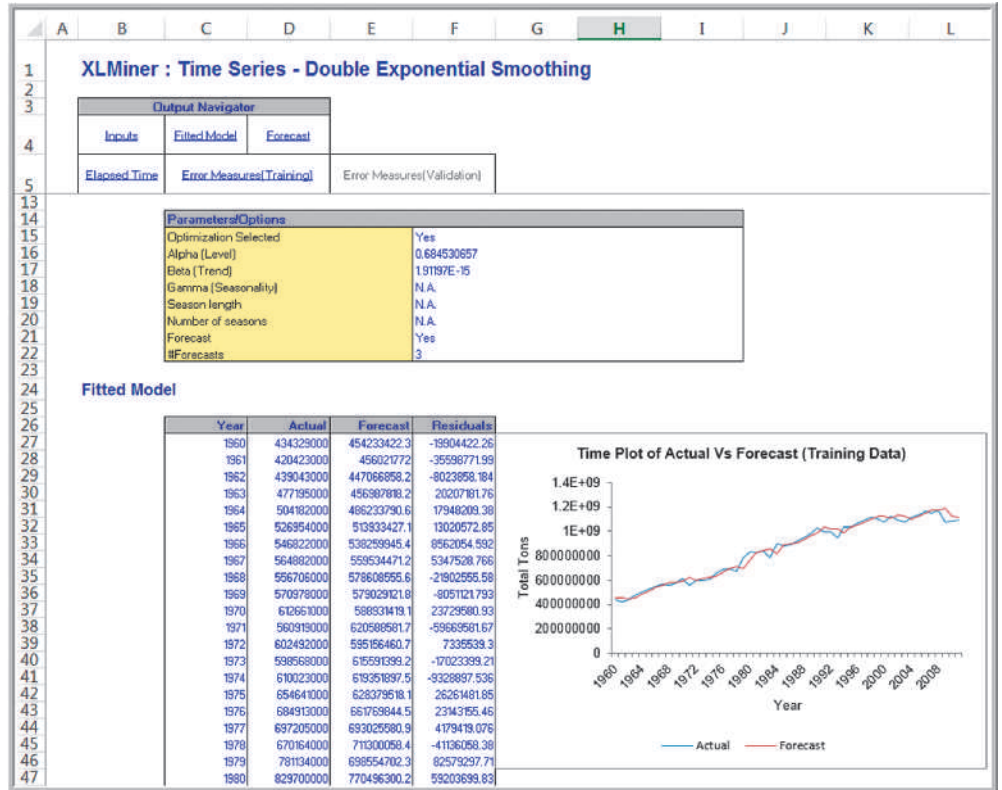 A B C D E F G H I J K L
1 XLMiner : Time Series - Double Exponential Smoothing
2
3 Output Navigator
4 Inputs Fitted Model Forecast
5 Elapsed Time Error Measures(Training) Error Measures(Validation)
13
14 Parameters/Options
15 Optimization Selected Yes
16 Alpha (Level) 0.684530657
17 Beta (Trend) 1.91197E-15
18 Gamma (Seasonality) N.A.
19 Season length N.A.
20 Number of seasons N.A.
21 Forecast Yes
22 #Forecasts 3
23
24 Fitted Model
25
26 Year Actual Forecast Residuals
27 1960 434329000 454233422.3 -19904422.26
28 1961 420423000 456021772 -35598771.99
29 1962 439043000 447066858.2 -8023858.184
30 1963 477195000 456987818.2 20207181.76
31 1964 504182000 486233790.6 17948209.38
32 1965 526954000 513933427.1 13020572.85
33 1966 546822000 538259945.4 8562054.592
34 1967 564882000 559534471.2 5347528.766
35 1968 556706000 578608555.6 -21902555.58
36 1969 570978000 579029121.8 -8051121.793
37 1970 612661000 588931419.1 23729580.93
38 1971 560919000 620588581.7 -59669581.67
39 1972 602492000 595156460.7 7335539.3
40 1973 598568000 615591399.2 -17023399.21
41 1974 610023000 619351897.5 -9328897.536
42 1975 654641000 628379518.1 26261481.85
43 1976 684913000 661769844.5 23143155.46
44 1977 697205000 693025580.9 4179419.076
45 1978 670164000 711300058.4 -41136058.38
46 1979 781134000 698554702.3 82579297.71
47 1980 829700000 770496300.2 59203699.83
Time Plot of Actual Vs Forecast (Training Data)
Total Tons
1.4E+09
1.2E+09
1E+09
800000000
600000000
400000000
200000000
0
1960 1964 1968 1972 1976 1980 1984 1988 1992 1996 2000 2004 2008
Year
Actual Forecast